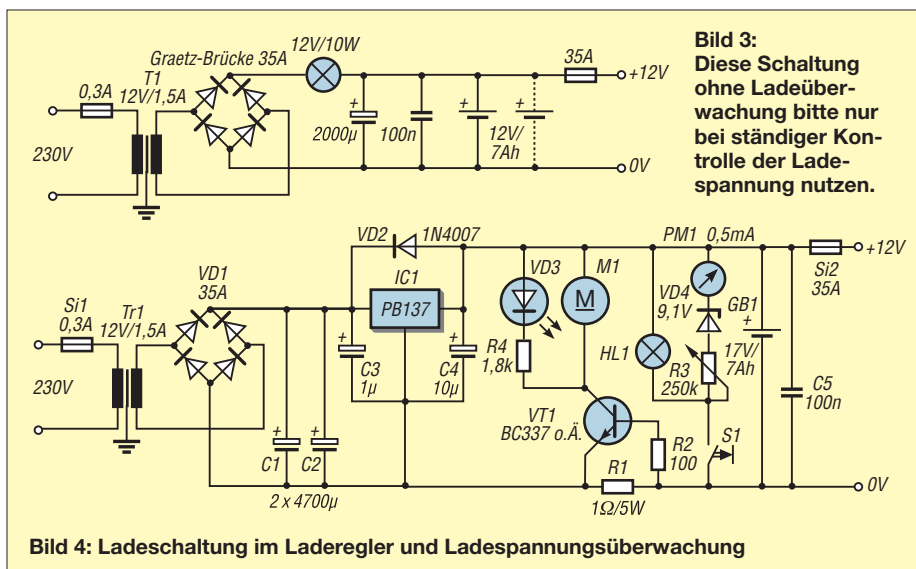 Graetz-Brücke 35A
12V/10W
35A
+12V
0,3A
T1
12V/1,5A
230V
2000µ
100n
12V/
7Ah
0V
Bild 3:
Diese Schaltung
ohne Ladeüber-
wachung bitte nur
bei ständiger Kon-
trolle der Lade-
spannung nutzen.
VD2
1N4007
PM1 0,5mA
+12V
Si1
0,3A
Tr1
12V/1,5A
VD1
35A
IC1
PB137
VD3
M1
M
VD4
9,1V
GB1
Si2
35A
230V
C3
1µ
C4
10µ
R4
1,8k
HL1
R3
250k
17V/
7Ah
C5
100n
VT1
BC337 o.Ä.
C1
C2
2 x 4700µ
R2
100
S1
R1
1Ω/5W
0V
Bild 4: Ladeschaltung im Laderegler und Ladespannungsüberwachung